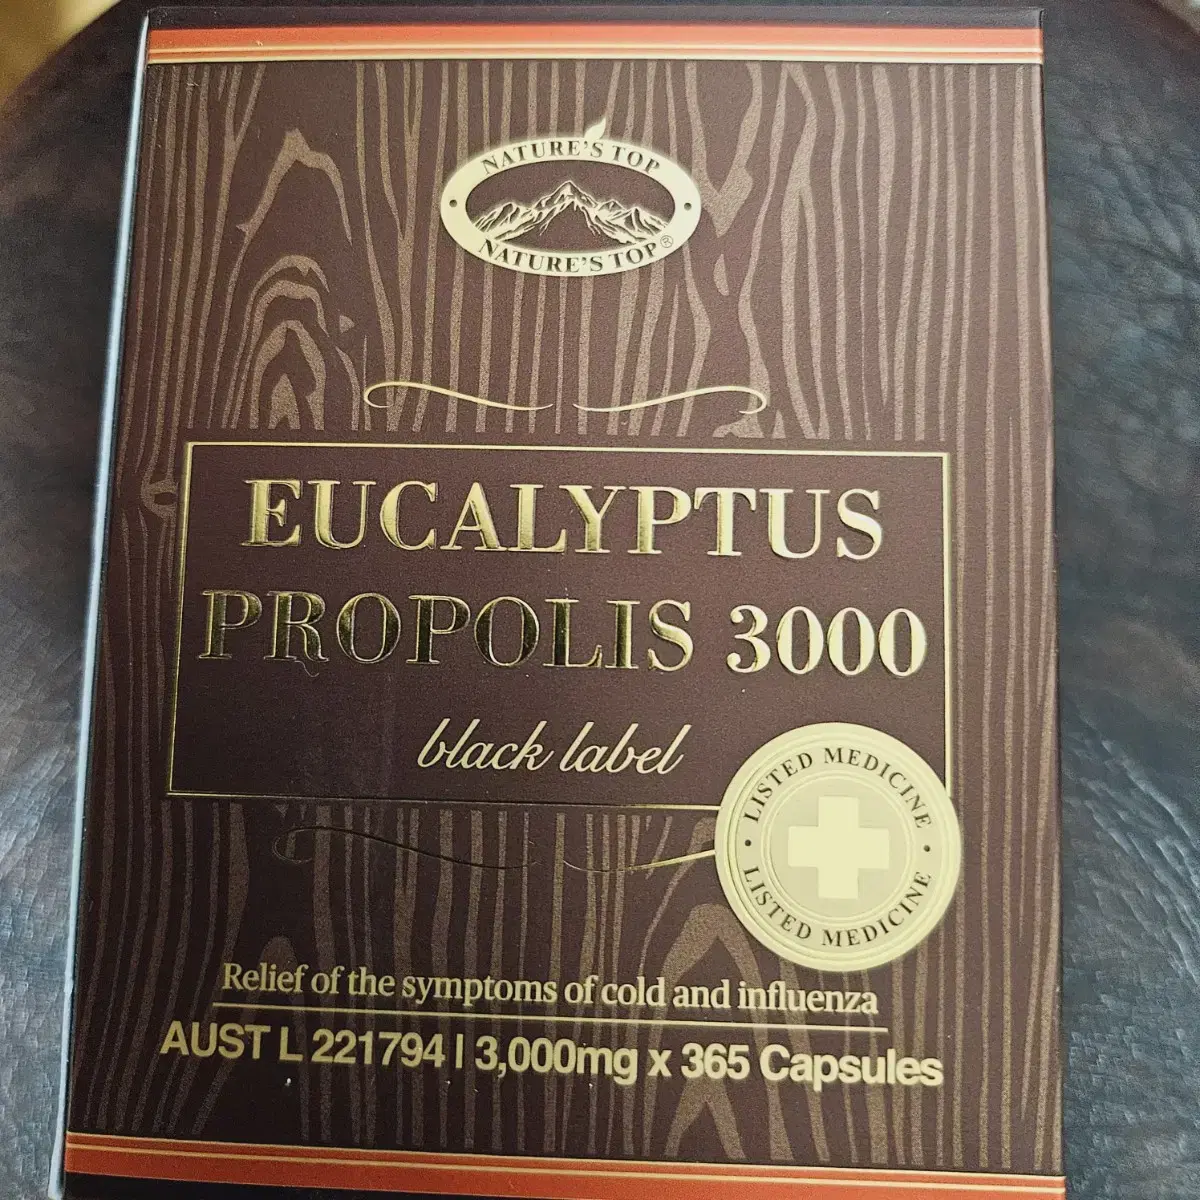 NATURE'S TOP
NATURE'S TOP®
EUCALYPTUS
PROPOLIS 3000
black label
LISTED MEDICINE
LISTED MEDICINE
Relief of the symptoms of cold and influenza
AUST L 221794 | 3,000mg x 365 Capsules